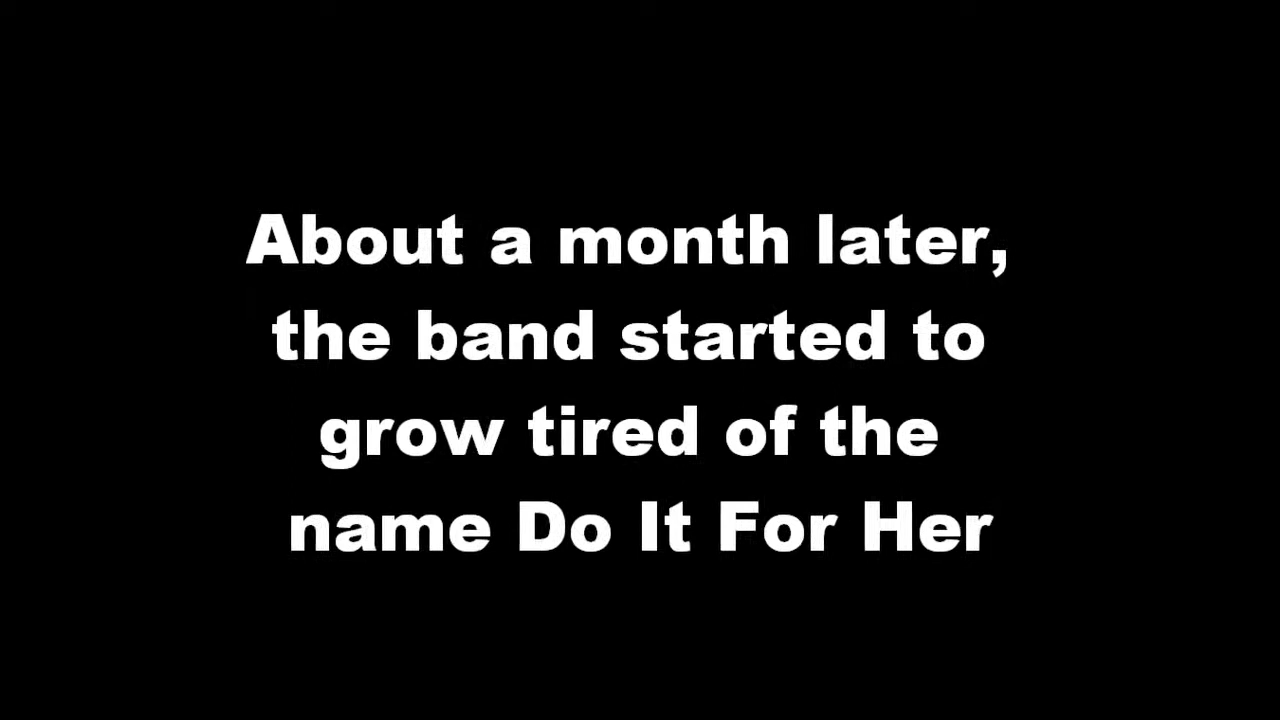 About a month later,
the band started to
grow tired of the
name Do It For Her